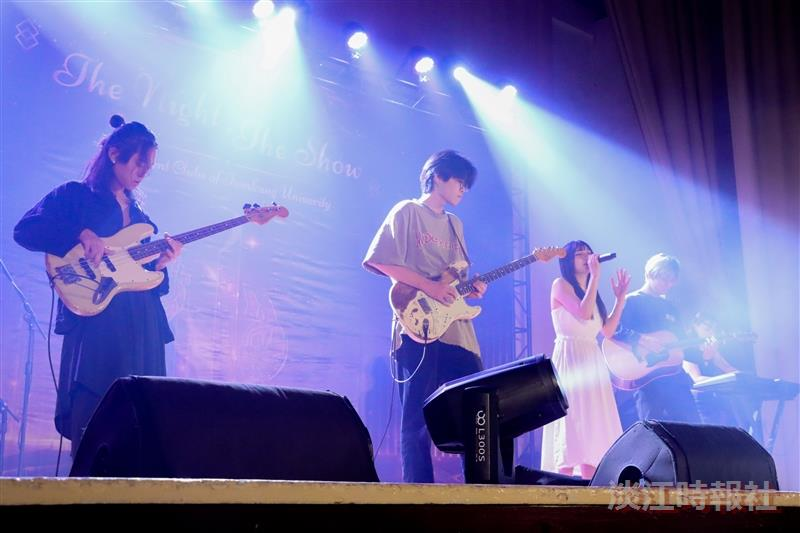 The Night The Show
Student Clubs of Tamkang University
L300S
淡江時報社